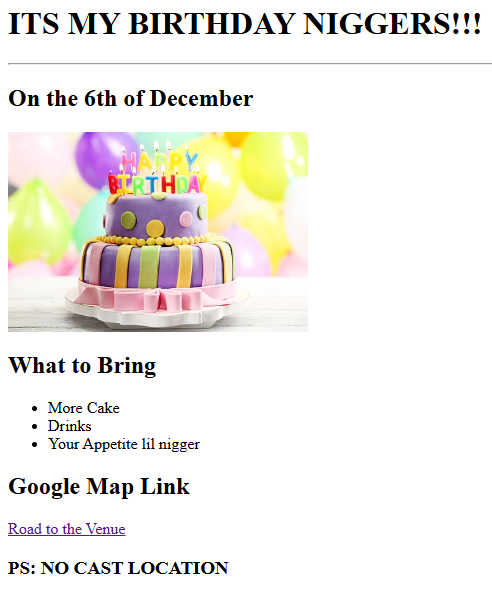 ITS MY BIRTHDAY NIGGERS!!!
On the 6th of December
HAPPY
BIRTHDAY
What to Bring
More Cake
Drinks
Your Appetite lil nigger
Google Map Link
Road to the Venue
PS: NO CAST LOCATION